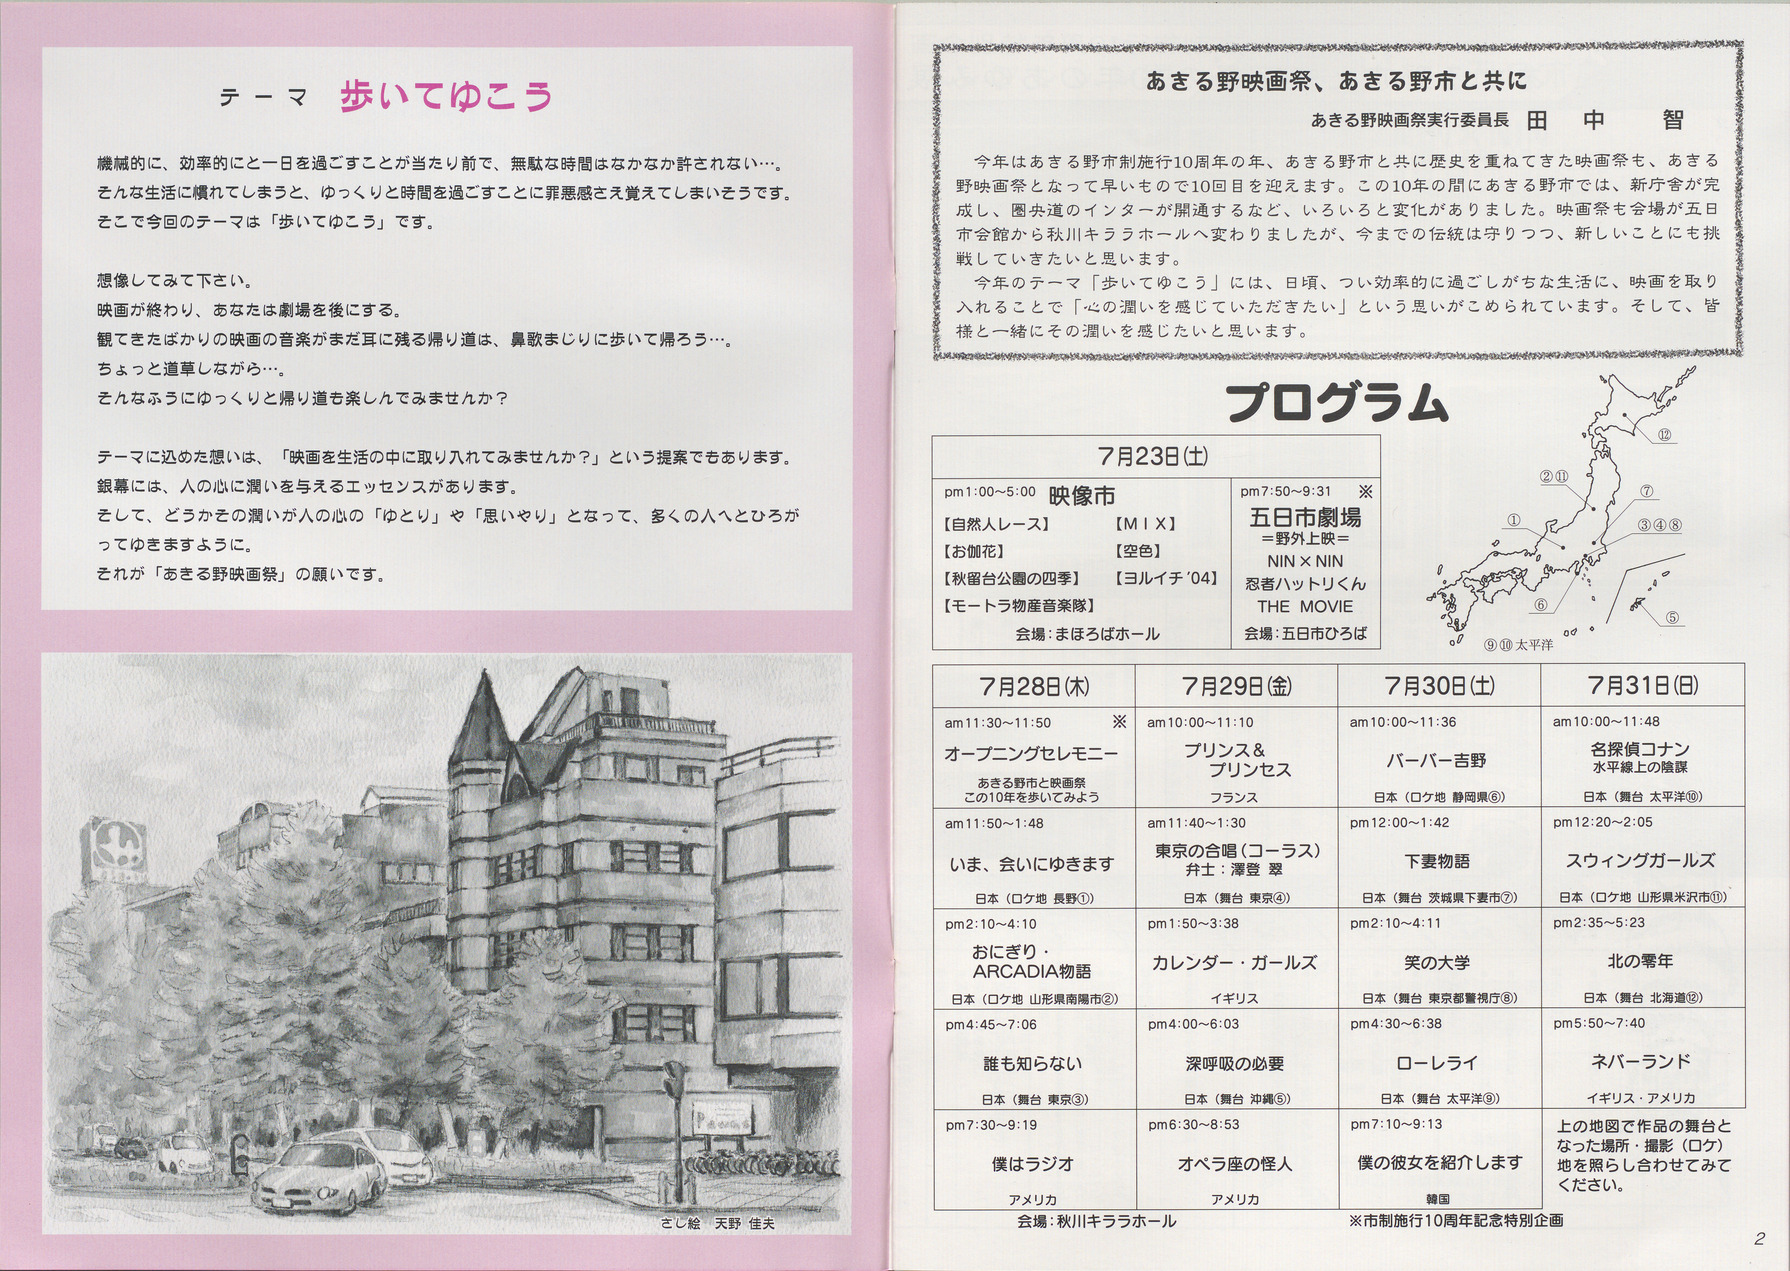 テーマ 歩いてゆこう
機械的に、効率的にと一日を過ごすことが当たり前で、無駄な時間はなかなか許されない…。
そんな生活に慣れてしまうと、ゆっくりと時間を過ごすことに罪悪感さえ覚えてしまいそうです。
そこで今回のテーマは「歩いてゆこう」です。
想像してみて下さい。
映画が終わり、あなたは劇場を後にする。
観てきたばかりの映画の音楽がまだ耳に残る帰り道は、鼻歌まじりに歩いて帰ろう…。
ちょっと道草しながら…。
そんなふうにゆっくりと帰り道も楽しんでみませんか？
テーマに込めた想いは、「映画を生活の中に取り入れてみませんか？」という提案でもあります。
銀幕には、人の心に潤いを与えるエッセンスがあります。
そして、どうかその潤いが人の心の「ゆとり」や「思いやり」となって、多くの人へとひろが
ってゆきますように。
それが「あきる野映画祭」の願いです。
さし絵 天野 佳夫
あきる野映画祭、あきる野市と共に
あきる野映画祭実行委員長 田中 智
今年はあきる野市制施行10周年の年、あきる野市と共に歴史を重ねてきた映画祭も、あきる
野映画祭となって早いもので10回目を迎えます。この10年の間にあきる野市では、新庁舎が完
成し、圏央道のインターが開通するなど、いろいろと変化がありました。映画祭も会場が五日
市会館から秋川キララホールへ変わりましたが、今までの伝統は守りつつ、新しいことにも挑
戦していきたいと思います。
今年のテーマ「歩いてゆこう」には、日頃、つい効率的に過ごしがちな生活に、映画を取り
入れることで「心の潤いを感じていただきたい」という思いがこめられています。そして、皆
様と一緒にその潤いを感じたいと思います。
プログラム
7月23日(土)
pm1:00〜5:00 映像市
【自然人レース】 【MIX】
【お伽花】 【空色】
【秋留台公園の四季】 【ヨルイチ'04】
【モートラ物産音楽隊】
会場：まほろばホール
pm7:50〜9:31 ※
五日市劇場
＝野外上映＝
NIN×NIN
忍者ハットリくん
THE MOVIE
会場：五日市ひろば
⑫
②⑪
⑦
①
③④⑧
⑥
⑤
⑨⑩太平洋
7月28日(木)
am11:30〜11:50 ※
オープニングセレモニー
あきる野市と映画祭
この10年を歩いてみよう
am11:50〜1:48
いま、会いにゆきます
日本（ロケ地 長野①）
pm2:10〜4:10
おにぎり・
ARCADIA物語
日本（ロケ地 山形県南陽市②）
pm4:45〜7:06
誰も知らない
日本（舞台 東京③）
pm7:30〜9:19
僕はラジオ
アメリカ
7月29日(金)
am10:00〜11:10
プリンス＆
プリンセス
フランス
am11:40〜1:30
東京の合唱（コーラス）
弁士：澤登 翠
日本（舞台 東京④）
pm1:50〜3:38
カレンダー・ガールズ
イギリス
pm4:00〜6:03
深呼吸の必要
日本（舞台 沖縄⑤）
pm6:30〜8:53
オペラ座の怪人
アメリカ
7月30日(土)
am10:00〜11:36
バーバー吉野
日本（ロケ地 静岡県⑥）
pm12:00〜1:42
下妻物語
日本（舞台 茨城県下妻市⑦）
pm2:10〜4:11
笑の大学
日本（舞台 東京都警視庁⑧）
pm4:30〜6:38
ローレライ
日本（舞台 太平洋⑨）
pm7:10〜9:13
僕の彼女を紹介します
韓国
7月31日(日)
am10:00〜11:48
名探偵コナン
水平線上の陰謀
日本（舞台 太平洋⑩）
pm12:20〜2:05
スウィングガールズ
日本（ロケ地 山形県米沢市⑪）
pm2:35〜5:23
北の零年
日本（舞台 北海道⑫）
pm5:50〜7:40
ネバーランド
イギリス・アメリカ
上の地図で作品の舞台と
なった場所・撮影（ロケ）
地を照らし合わせてみて
ください。
会場：秋川キララホール
※市制施行10周年記念特別企画
2